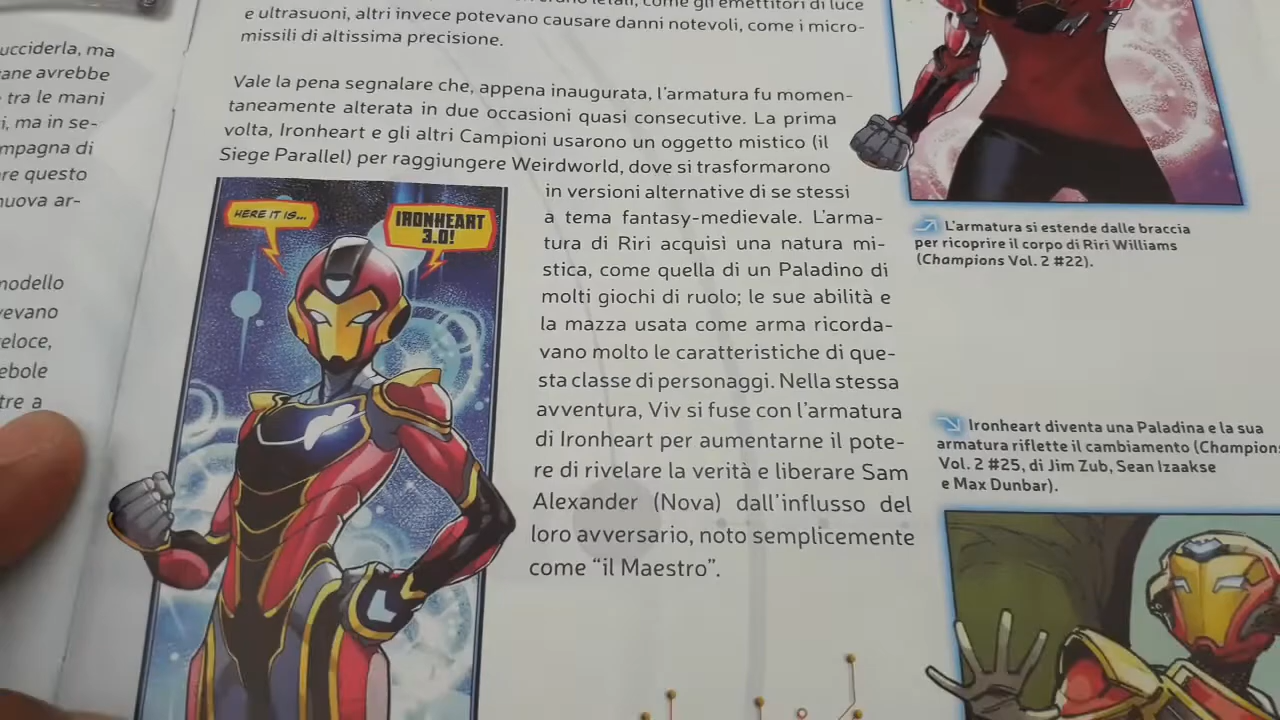 ucciderla, ma
ane avrebbe
tra le mani
i, ma in se-
mpagna di
re questo
nuova ar-
modello
vevano
veloce,
ebole
tre a
letali, come gli emettitori di luce
e ultrasuoni, altri invece potevano causare danni notevoli, come i micro-
missili di altissima precisione.
Vale la pena segnalare che, appena inaugurata, l'armatura fu momen-
taneamente alterata in due occasioni quasi consecutive. La prima
volta, Ironheart e gli altri Campioni usarono un oggetto mistico (il
Siege Parallel) per raggiungere Weirdworld, dove si trasformarono
in versioni alternative di se stessi
a tema fantasy-medievale. L'arma-
tura di Riri acquisì una natura mi-
stica, come quella di un Paladino di
molti giochi di ruolo; le sue abilità e
la mazza usata come arma ricorda-
vano molto le caratteristiche di que-
sta classe di personaggi. Nella stessa
avventura, Viv si fuse con l'armatura
di Ironheart per aumentarne il pote-
re di rivelare la verità e liberare Sam
Alexander (Nova) dall'influsso del
loro avversario, noto semplicemente
come "il Maestro".
HERE IT IS...
IRONHEART
3.0!
L'armatura si estende dalle braccia
per ricoprire il corpo di Riri Williams
(Champions Vol. 2 #22).
Ironheart diventa una Paladina e la sua
armatura riflette il cambiamento (Champions
Vol. 2 #25, di Jim Zub, Sean Izaakse
e Max Dunbar).